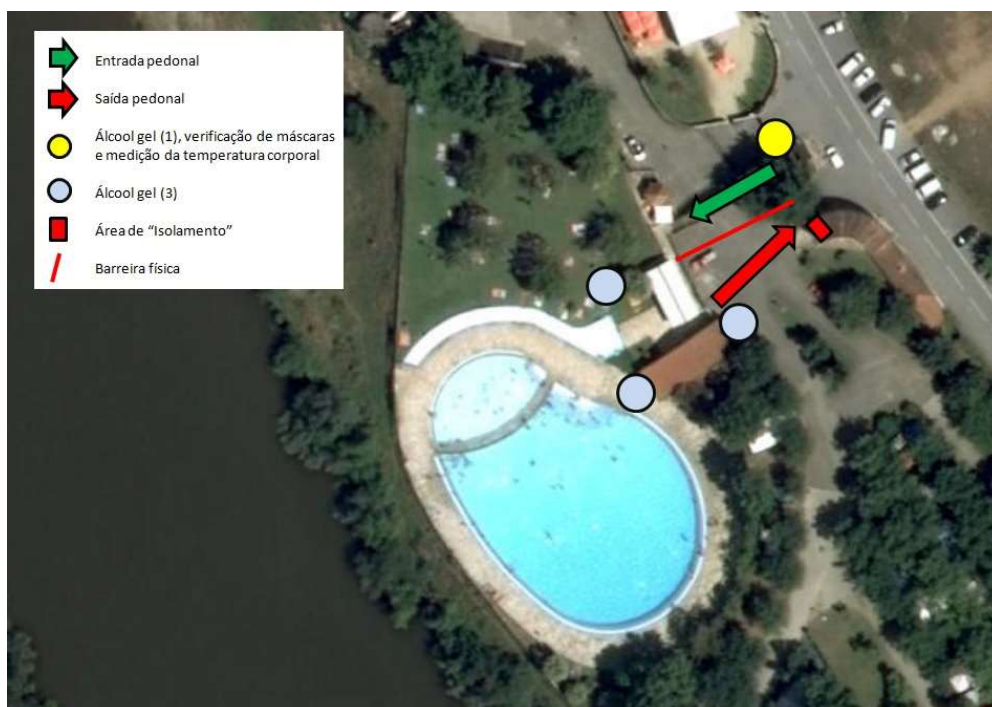 Entrada pedonal
Saída pedonal
Álcool gel (1), verificação de máscaras
e medição da temperatura corporal
Álcool gel (3)
Área de “Isolamento”
Barreira física